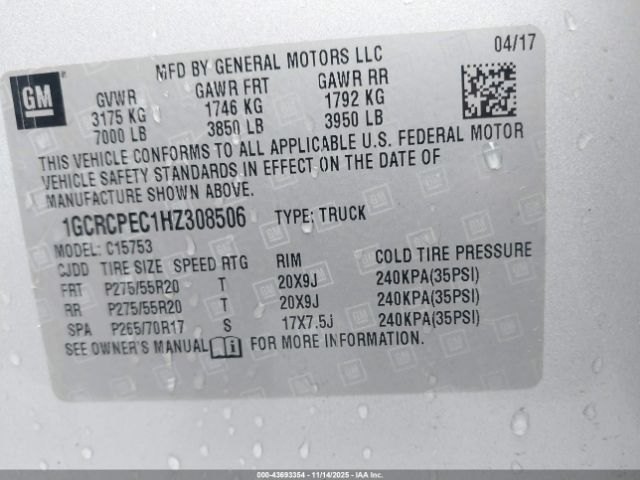 MFD BY GENERAL MOTORS LLC 04/17
GM
GVWR GAWR FRT GAWR RR
3175 KG 1746 KG 1792 KG
7000 LB 3850 LB 3950 LB
THIS VEHICLE CONFORMS TO ALL APPLICABLE U.S. FEDERAL MOTOR
VEHICLE SAFETY STANDARDS IN EFFECT ON THE DATE OF
MANUFACTURE SHOWN ABOVE.
1GCRCPEC1HZ308506 TYPE: TRUCK
MODEL: C15753
CJDD TIRE SIZE SPEED RTG RIM COLD TIRE PRESSURE
FRT P275/55R20 T 20X9J 240KPA(35PSI)
RR P275/55R20 T 20X9J 240KPA(35PSI)
SPA P265/70R17 S 17X7.5J 240KPA(35PSI)
SEE OWNER'S MANUAL FOR MORE INFORMATION.
000-43693354 - 11/14/2025 - IAAI.CA